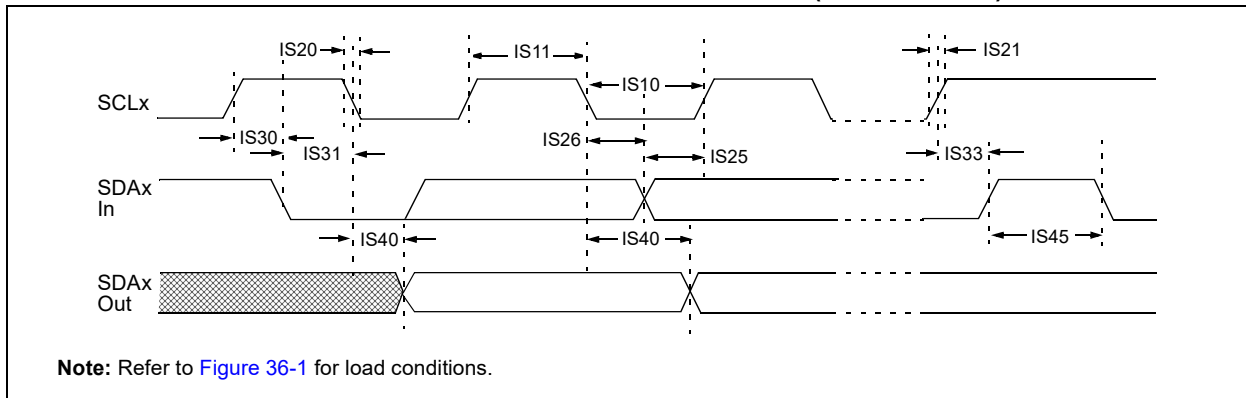 IS20
IS11
IS21
IS10
SCLx
IS30
IS26
IS31
IS25
IS33
SDAx
In
IS40
IS40
IS45
SDAx
Out
Note: Refer to Figure 36-1 for load conditions.